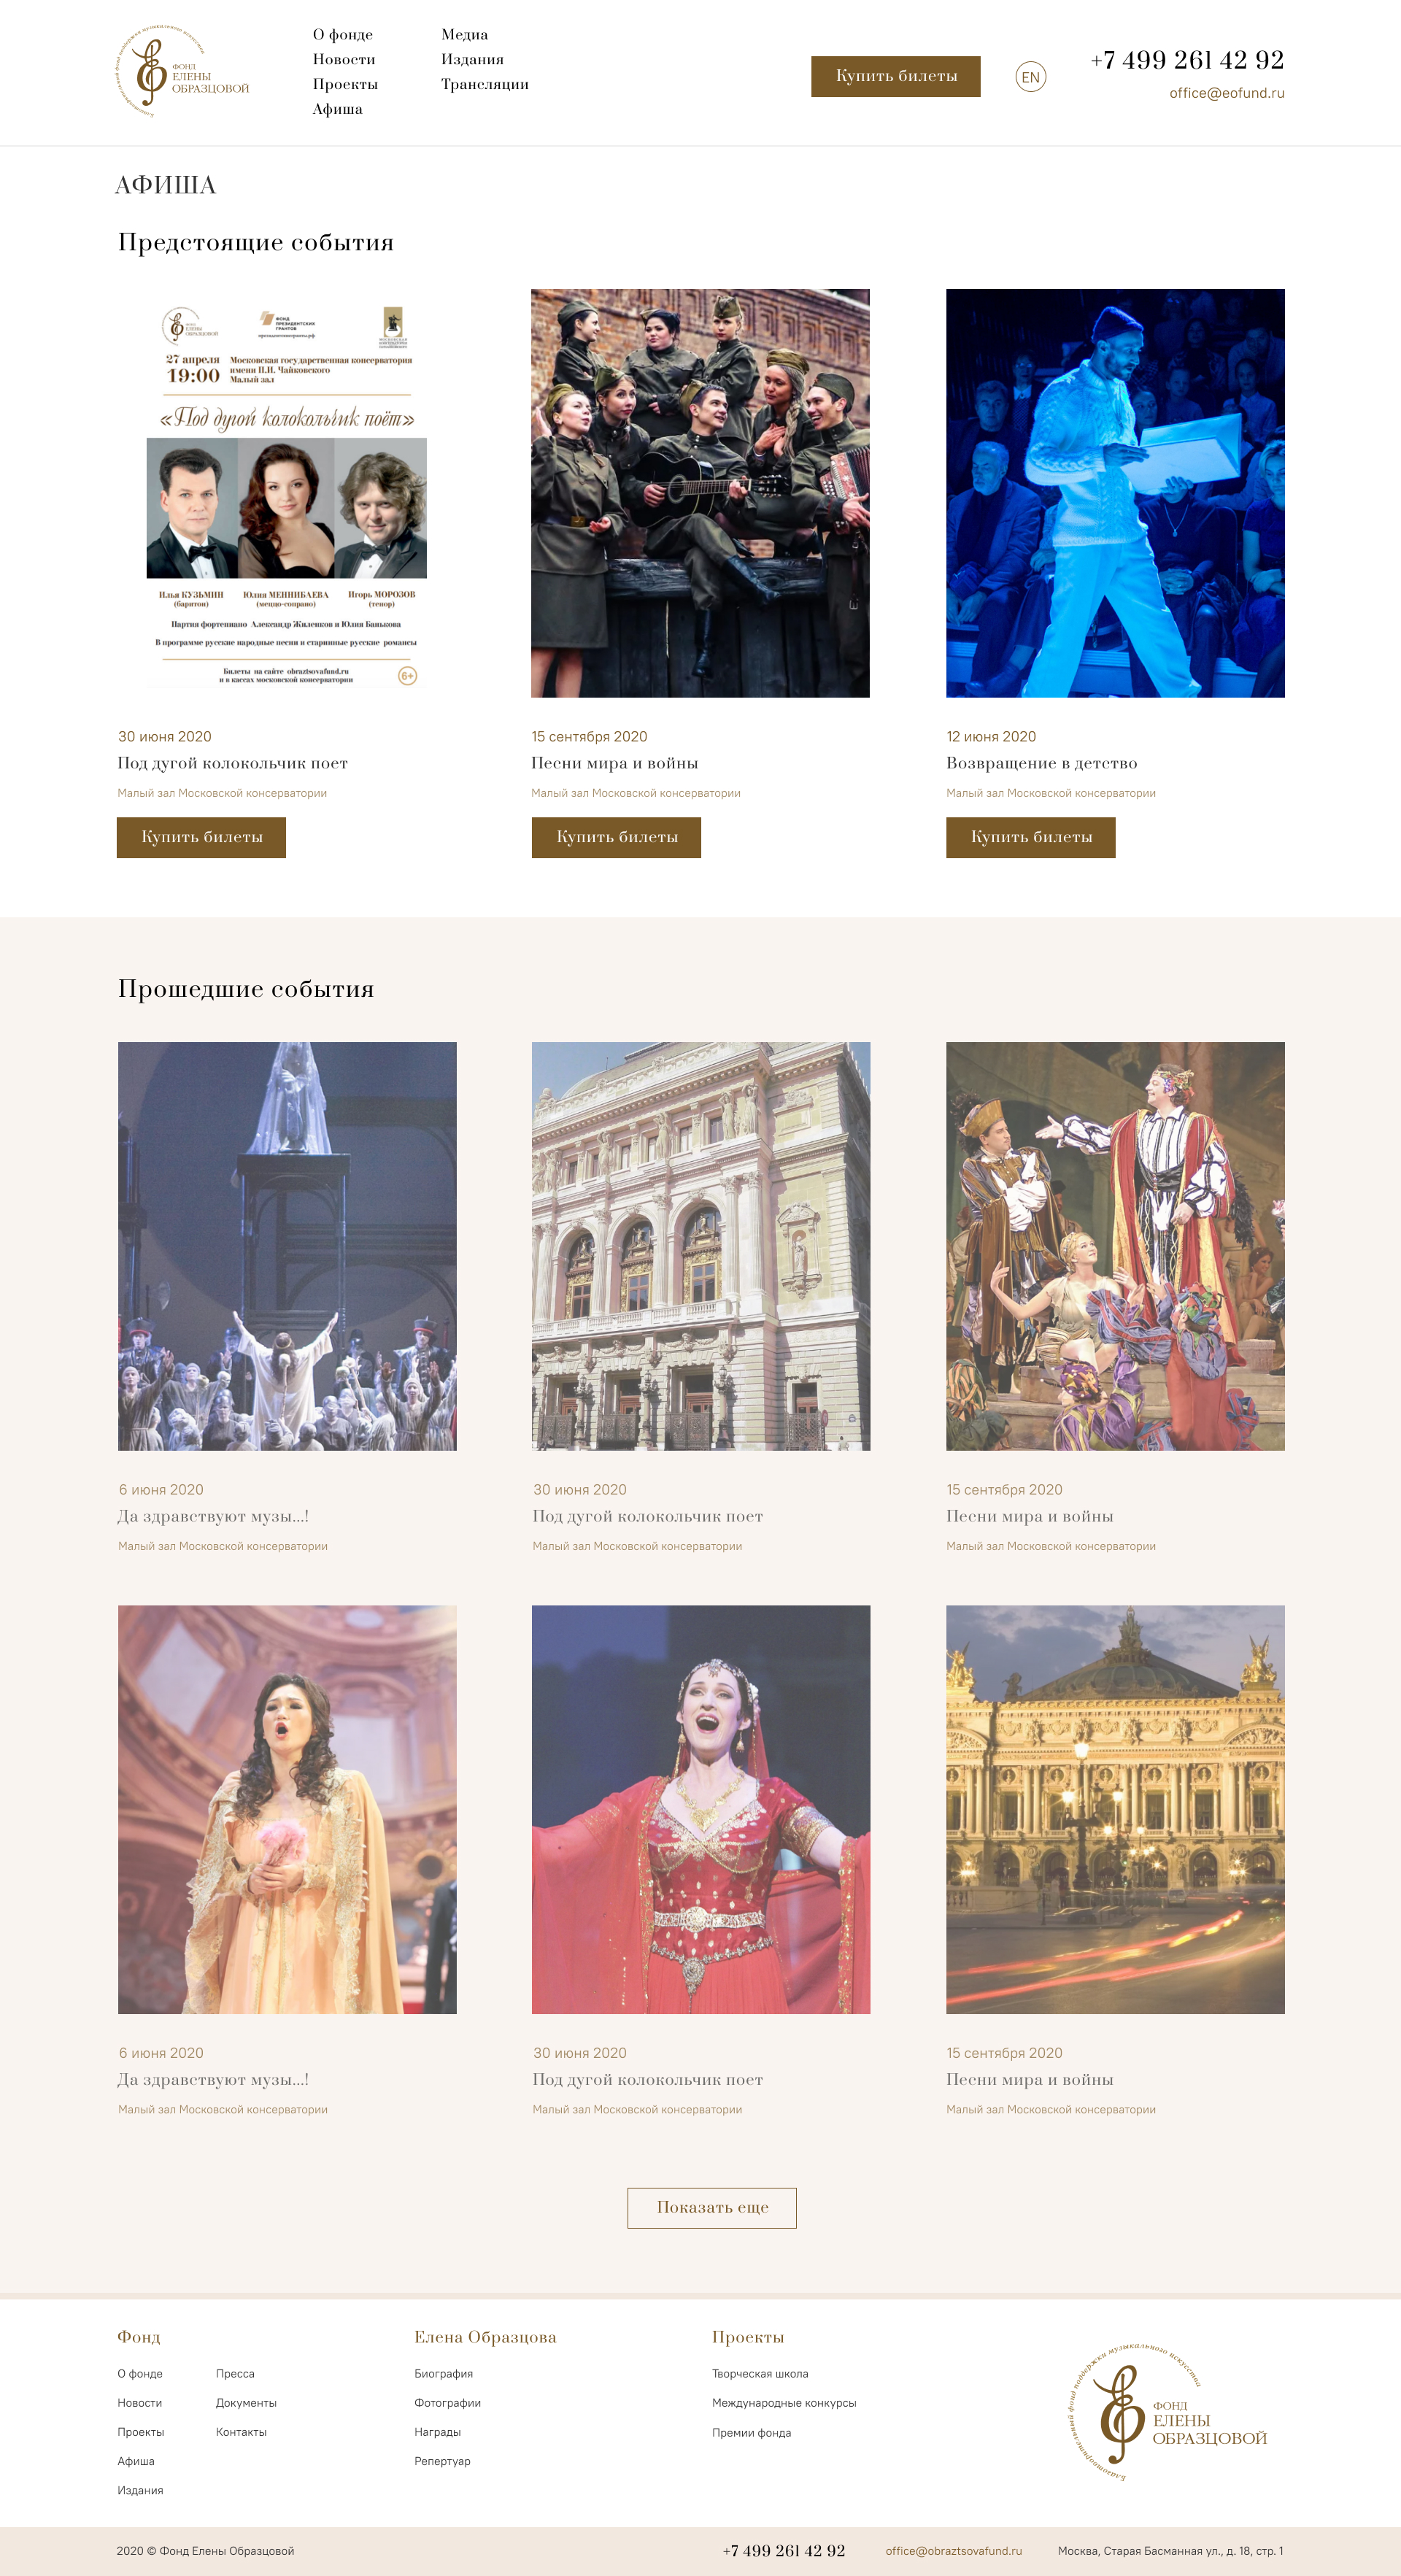 Благотворительный фонд поддержки музыкального искусства
ФОНД
ЕЛЕНЫ
ОБРАЗЦОВОЙ
О фонде
Новости
Проекты
Афиша
Медиа
Издания
Трансляции
Купить билеты
EN
+7 499 261 42 92
office@eofund.ru
АФИША
Предстоящие события
ФОНД
ЕЛЕНЫ
ОБРАЗЦОВОЙ
ФОНД
ПРЕЗИДЕНТСКИХ
ГРАНТОВ
27 апреля
19:00
Московская государственная консерватория
имени П.И. Чайковского
Малый зал
«Под дугой колокольчик поёт»
Илья КУЗЬМИН
(баритон)
Юлия МЕННИБАЕВА
(меццо-сопрано)
Игорь МОРОЗОВ
(тенор)
Партия фортепиано Александр Жиленков и Юлия Банькова
В программе русские народные песни и старинные русские романсы
Билеты на сайте obraztsovafund.ru
и в кассах московской консерватории
6+
30 июня 2020
Под дугой колокольчик поет
Малый зал Московской консерватории
Купить билеты
15 сентября 2020
Песни мира и войны
Малый зал Московской консерватории
Купить билеты
12 июня 2020
Возвращение в детство
Малый зал Московской консерватории
Купить билеты
Прошедшие события
6 июня 2020
Да здравствуют музы...!
Малый зал Московской консерватории
30 июня 2020
Под дугой колокольчик поет
Малый зал Московской консерватории
15 сентября 2020
Песни мира и войны
Малый зал Московской консерватории
6 июня 2020
Да здравствуют музы...!
Малый зал Московской консерватории
30 июня 2020
Под дугой колокольчик поет
Малый зал Московской консерватории
15 сентября 2020
Песни мира и войны
Малый зал Московской консерватории
Показать еще
Фонд
О фонде
Новости
Проекты
Афиша
Издания
Пресса
Документы
Контакты
Елена Образцова
Биография
Фотографии
Награды
Репертуар
Проекты
Творческая школа
Международные конкурсы
Премии фонда
Благотворительный фонд поддержки музыкального искусства
ФОНД
ЕЛЕНЫ
ОБРАЗЦОВОЙ
2020 © Фонд Елены Образцовой
+7 499 261 42 92
office@obraztsovafund.ru
Москва, Старая Басманная ул., д. 18, стр. 1